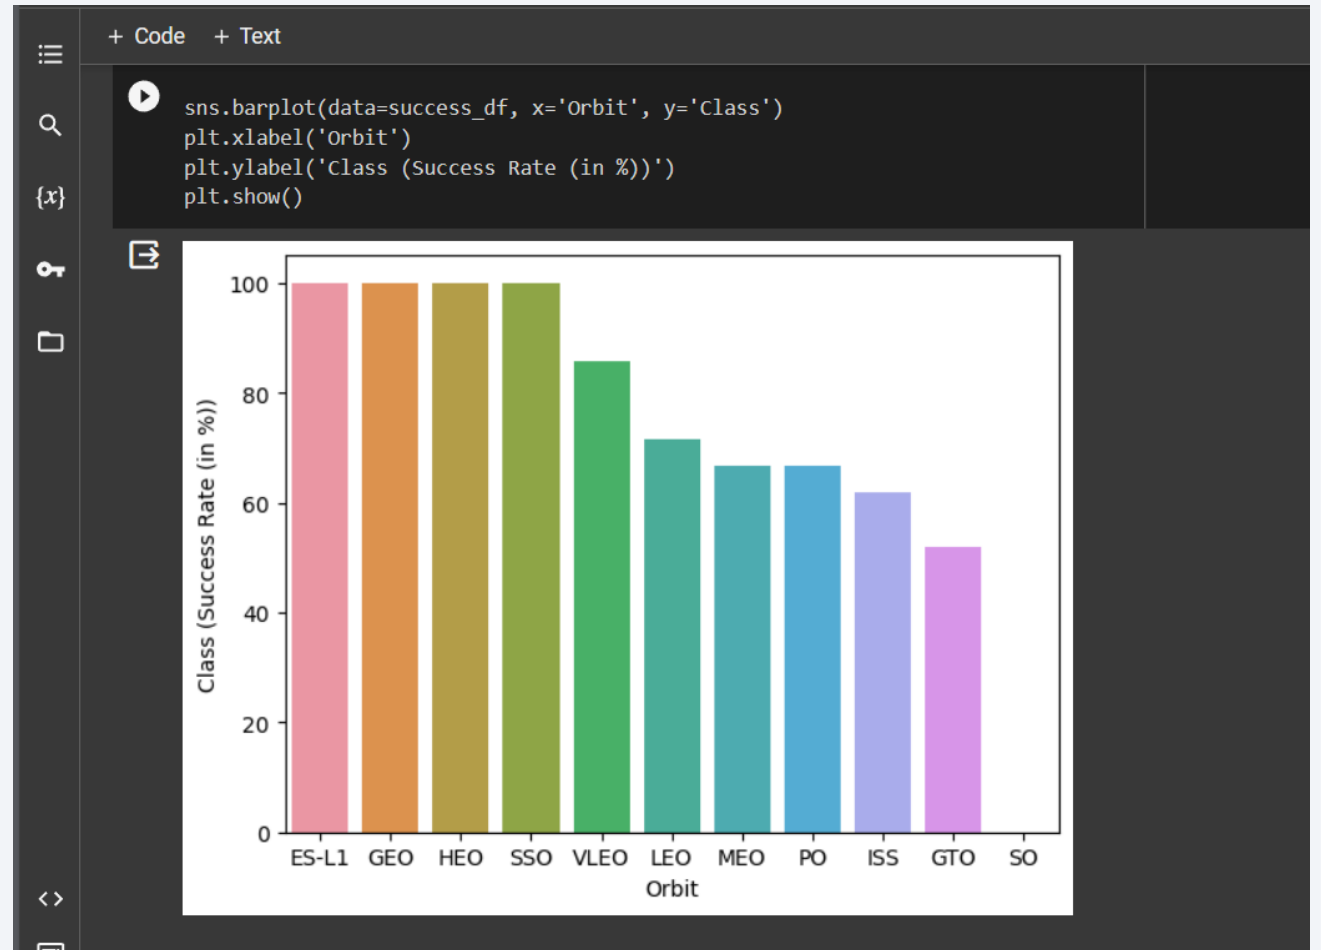 + Code + Text
sns.barplot(data=success_df, x='Orbit', y='Class')
plt.xlabel('Orbit')
plt.ylabel('Class (Success Rate (in %))')
plt.show()
{x}
Class (Success Rate (in %))
100
80
60
40
20
0
ES-L1 GEO HEO SSO VLEO LEO MEO PO ISS GTO SO
Orbit